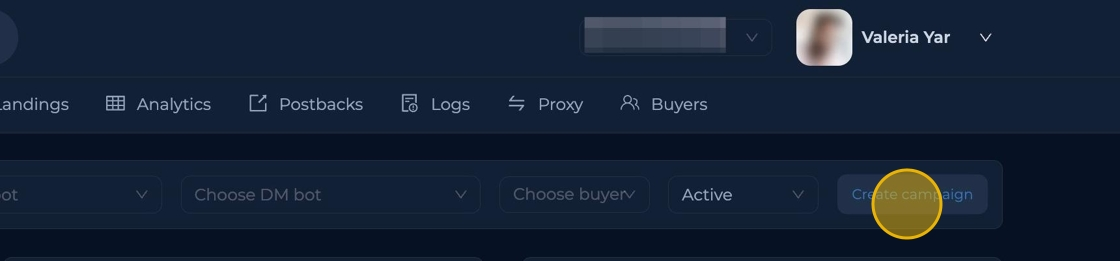 Valeria Yar
Landings Analytics Postbacks Logs Proxy Buyers
ot Choose DM bot Choose buyer Active Create campaign